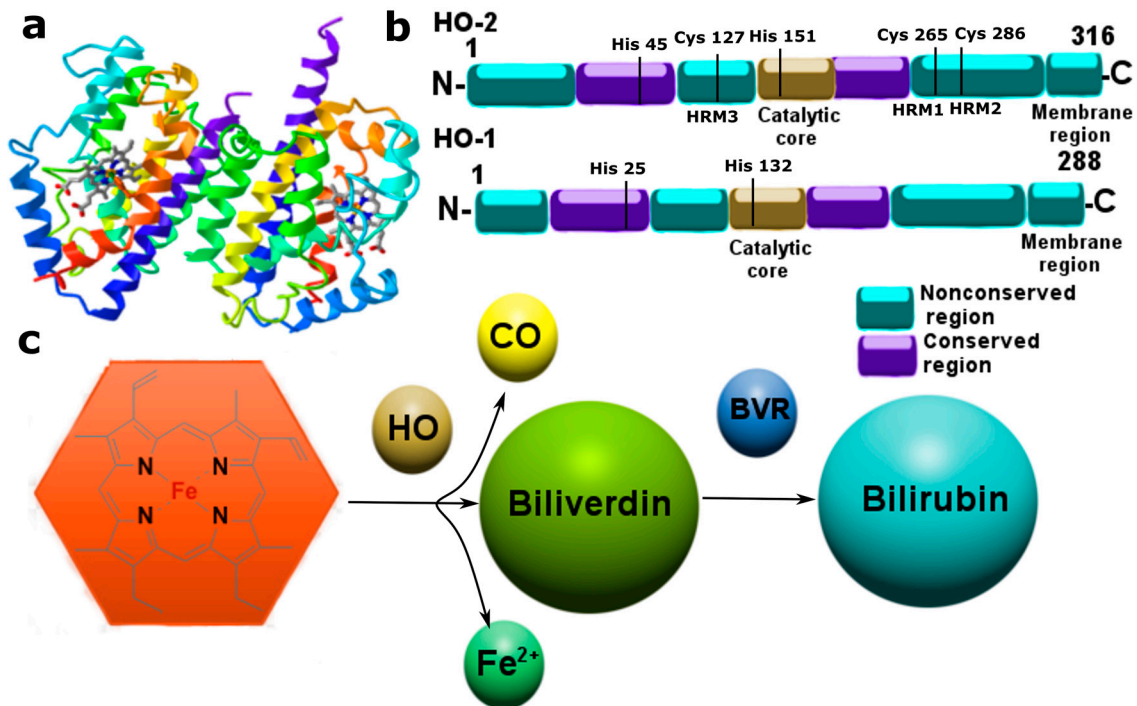 a
b
HO-2
1
His 45
Cys 127
His 151
Cys 265
Cys 286
316
N-
-C
HRM3
Catalytic
core
HRM1
HRM2
Membrane
region
HO-1
1
His 25
His 132
288
N-
-C
Catalytic
core
Membrane
region
Nonconserved
region
Conserved
region
c
N
N
Fe
N
N
HO
CO
Biliverdin
Fe2+
BVR
Bilirubin